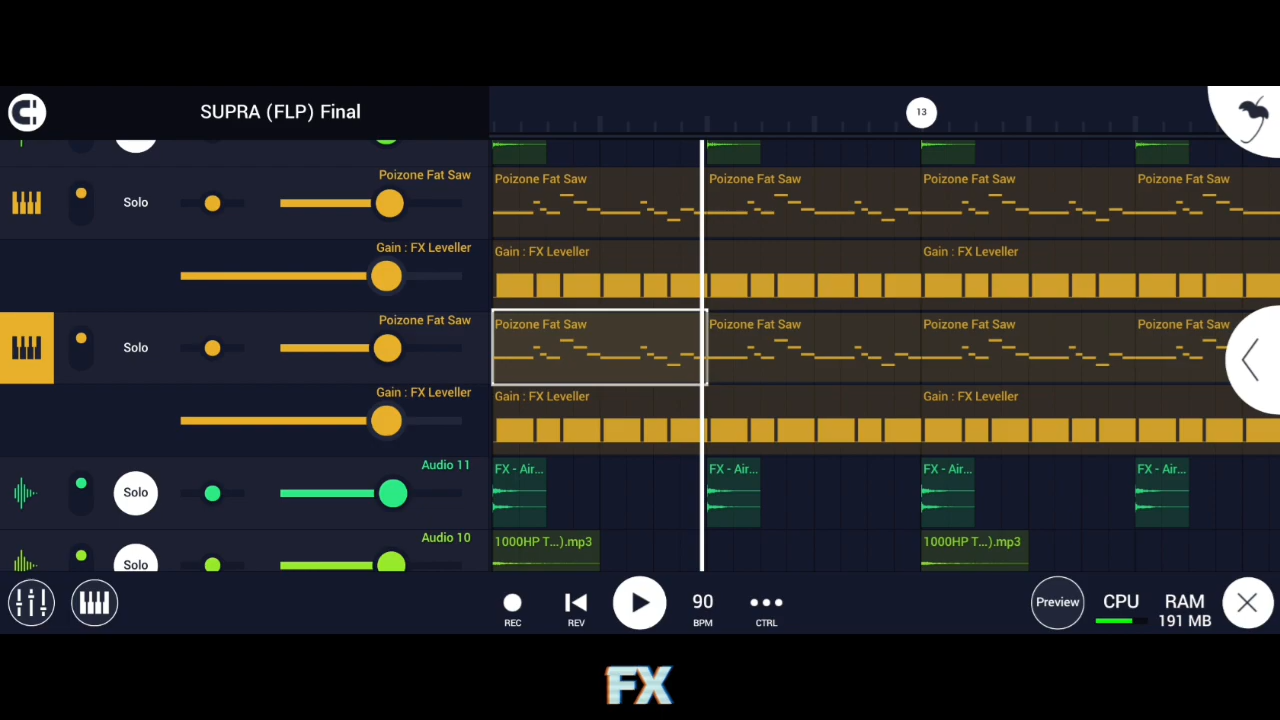 SUPRA (FLP) Final
13
Poizone Fat Saw
Solo
Poizone Fat Saw
Poizone Fat Saw
Poizone Fat Saw
Poizone Fat Saw
Gain : FX Leveller
Gain : FX Leveller
Gain : FX Leveller
Poizone Fat Saw
Solo
Poizone Fat Saw
Poizone Fat Saw
Poizone Fat Saw
Poizone Fat Saw
Gain : FX Leveller
Gain : FX Leveller
Gain : FX Leveller
Audio 11
Solo
FX - Air...
FX - Air...
FX - Air...
FX - Air...
Audio 10
Solo
1000HP T...).mp3
1000HP T...).mp3
REC
REV
90
BPM
CTRL
Preview
CPU
RAM
191 MB
FX